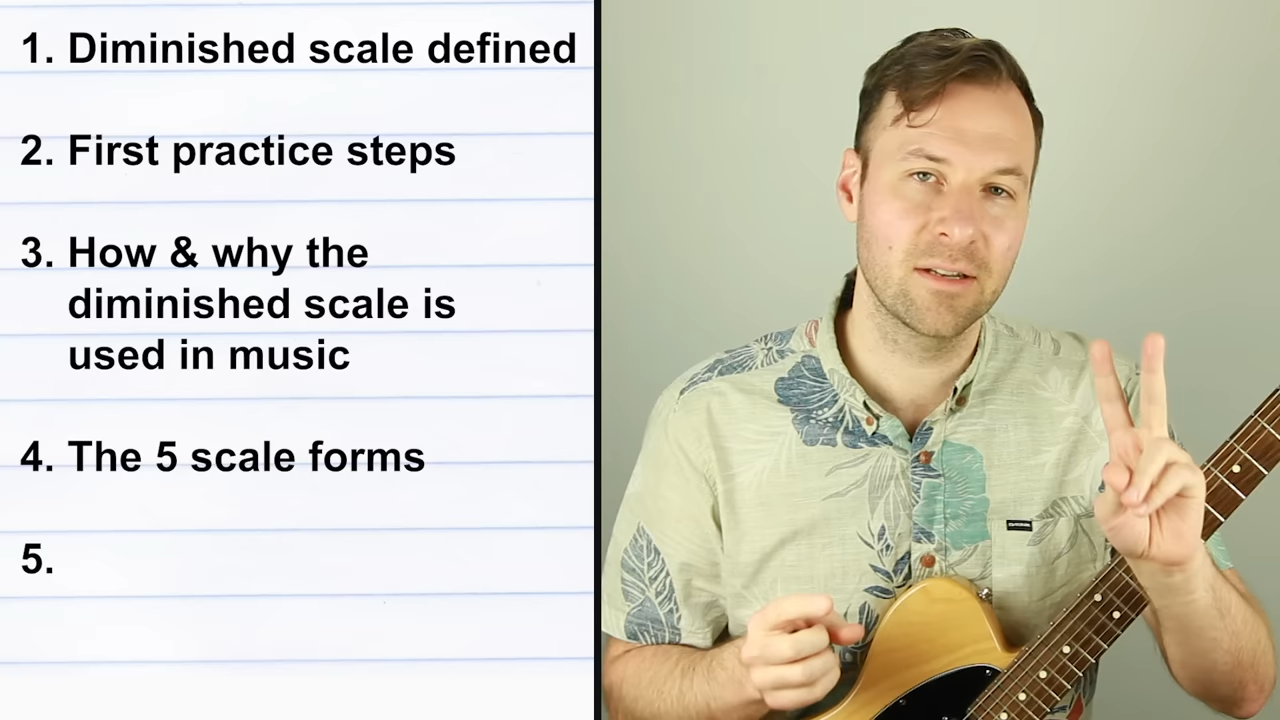 1. Diminished scale defined
2. First practice steps
3. How & why the
diminished scale is
used in music
4. The 5 scale forms
5.